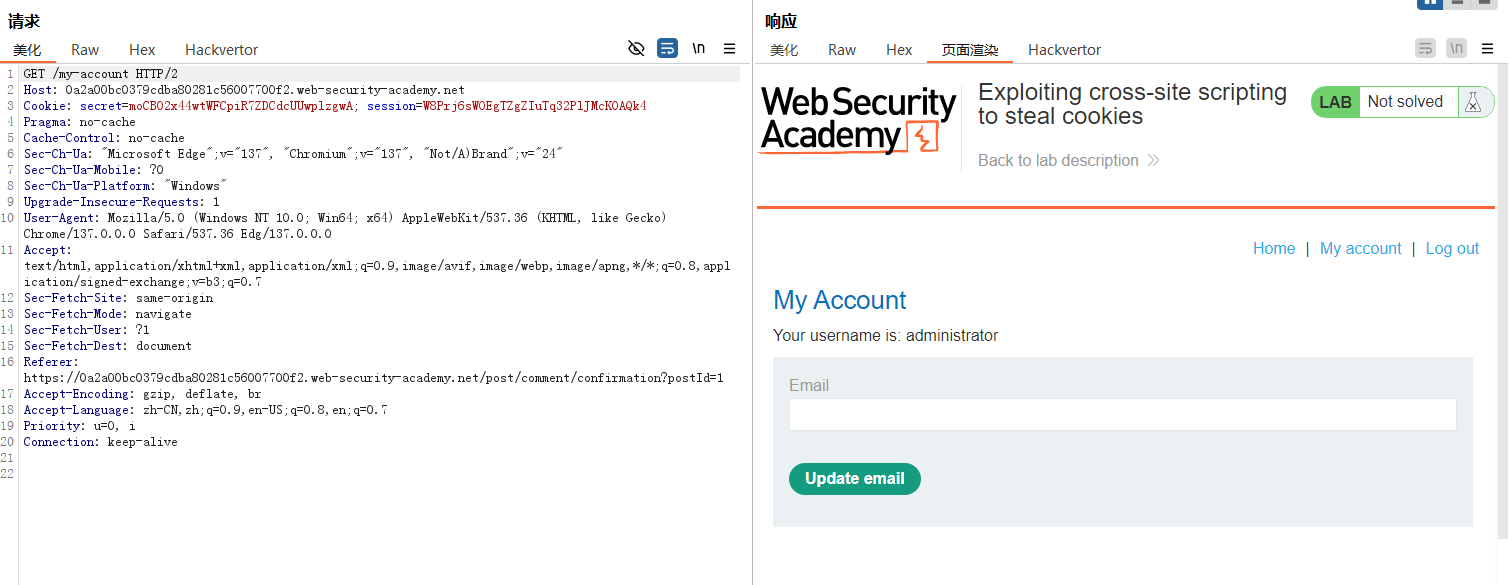 请求
美化 Raw Hex Hackvertor
\n
1 GET /my-account HTTP/2
2 Host: 0a2a00bc0379cdba80281c56007700f2.web-security-academy.net
3 Cookie: secret=moCBO2x44wtWFCpiR7ZDCdcUUwplzgwA; session=W8Prj6sWOEgTZgZIuTq32PlJMcKOAQk4
4 Pragma: no-cache
5 Cache-Control: no-cache
6 Sec-Ch-Ua: "Microsoft Edge";v="137", "Chromium";v="137", "Not/A)Brand";v="24"
7 Sec-Ch-Ua-Mobile: ?0
8 Sec-Ch-Ua-Platform: "Windows"
9 Upgrade-Insecure-Requests: 1
10 User-Agent: Mozilla/5.0 (Windows NT 10.0; Win64; x64) AppleWebKit/537.36 (KHTML, like Gecko)
Chrome/137.0.0.0 Safari/537.36 Edg/137.0.0.0
11 Accept:
text/html,application/xhtml+xml,application/xml;q=0.9,image/avif,image/webp,image/apng,*/*;q=0.8,appl
ication/signed-exchange;v=b3;q=0.7
12 Sec-Fetch-Site: same-origin
13 Sec-Fetch-Mode: navigate
14 Sec-Fetch-User: ?1
15 Sec-Fetch-Dest: document
16 Referer:
https://0a2a00bc0379cdba80281c56007700f2.web-security-academy.net/post/comment/confirmation?postId=1
17 Accept-Encoding: gzip, deflate, br
18 Accept-Language: zh-CN,zh;q=0.9,en-US;q=0.8,en;q=0.7
19 Priority: u=0, i
20 Connection: keep-alive
21
22
响应
美化 Raw Hex 页面渲染 Hackvertor
\n
Web Security
Academy
Exploiting cross-site scripting
to steal cookies
LAB Not solved
Back to lab description
Home | My account | Log out
My Account
Your username is: administrator
Email
Update email